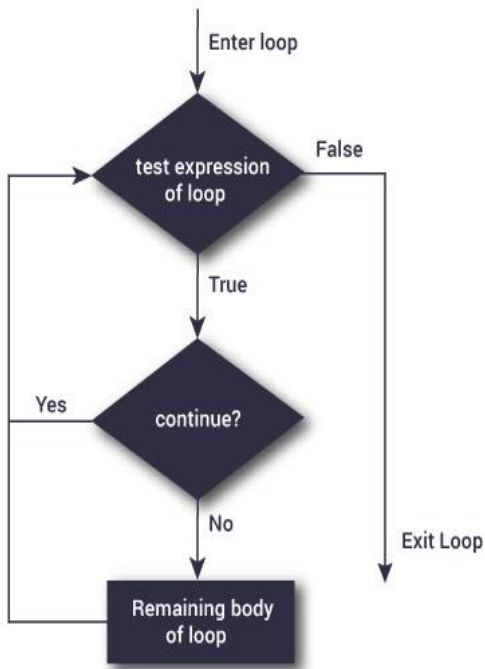 Enter loop
test expression
of loop
False
True
Yes
continue?
No
Exit Loop
Remaining body
of loop